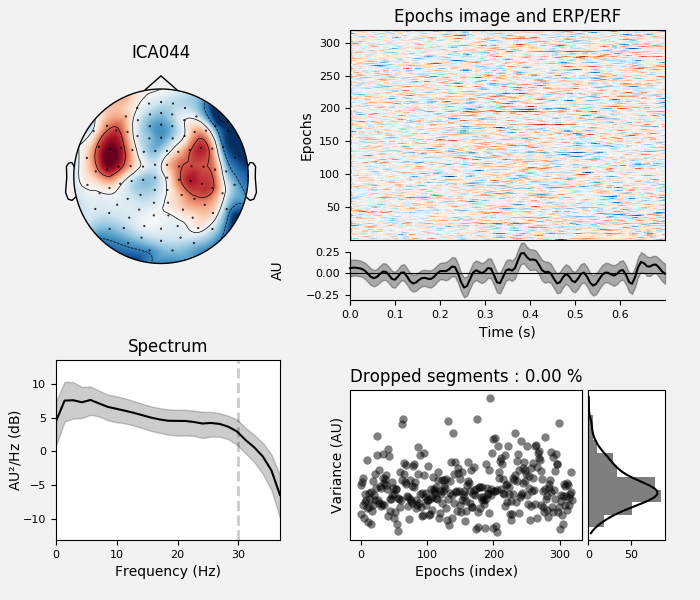 ICA044
Epochs image and ERP/ERF
Epochs
300
250
200
150
100
50
AU
0.25
0.00
−0.25
0.0 0.1 0.2 0.3 0.4 0.5 0.6
Time (s)
Spectrum
AU²/Hz (dB)
10
5
0
−5
−10
0 10 20 30
Frequency (Hz)
Dropped segments : 0.00 %
Variance (AU)
0 100 200 300
Epochs (index)
0 50